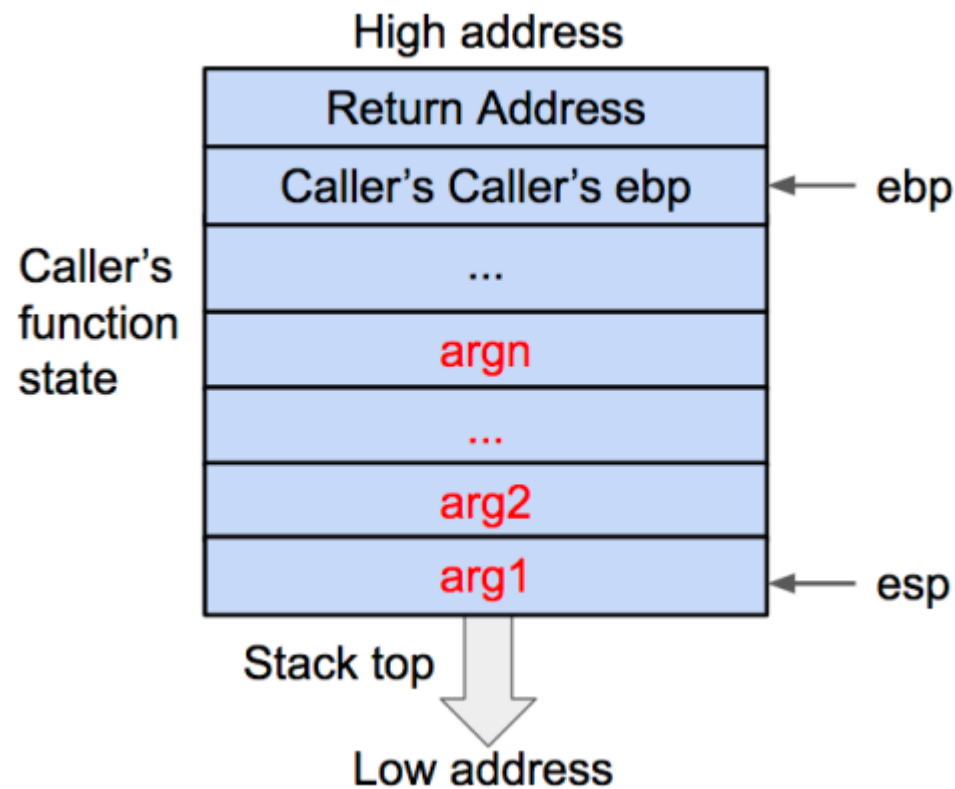 High address
Return Address
Caller’s Caller’s ebp
ebp
Caller’s
function
state
...
argn
...
arg2
arg1
esp
Stack top
Low address